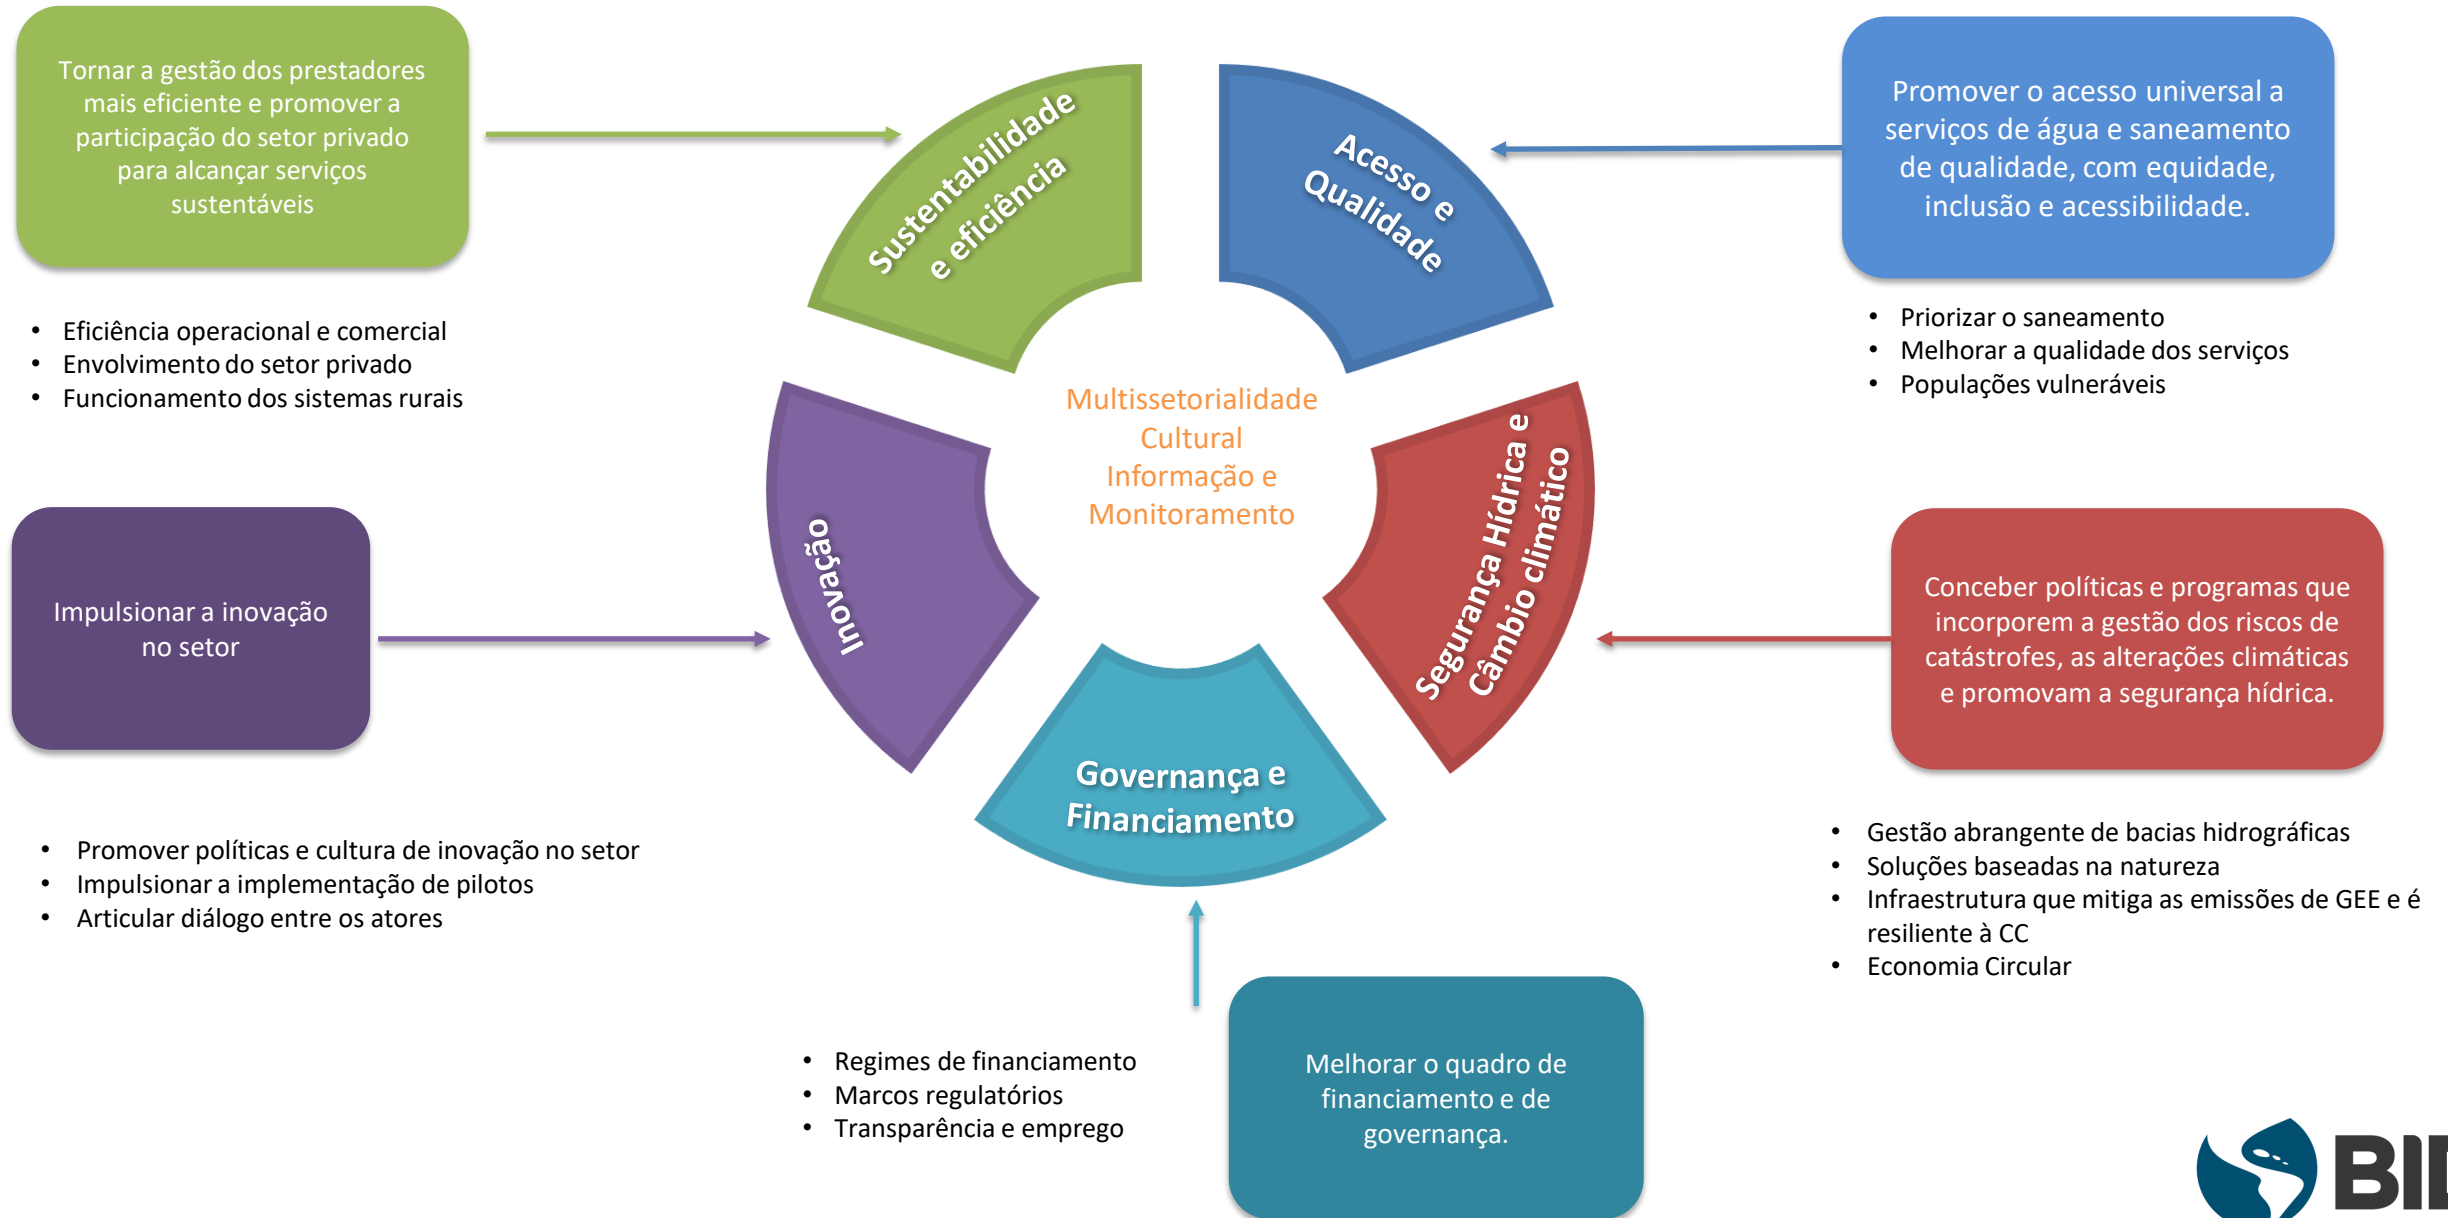 Tornar a gestão dos prestadores
mais eficiente e promover a
participação do setor privado
para alcançar serviços
sustentáveis
• Eficiência operacional e comercial
• Envolvimento do setor privado
• Funcionamento dos sistemas rurais
Sustentabilidade
e eficiência
Acesso e
Qualidade
Promover o acesso universal a
serviços de água e saneamento
de qualidade, com equidade,
inclusão e acessibilidade.
• Priorizar o saneamento
• Melhorar a qualidade dos serviços
• Populações vulneráveis
Multissetorialidade
Cultural
Informação e
Monitoramento
Impulsionar a inovação
no setor
Inovação
• Promover políticas e cultura de inovação no setor
• Impulsionar a implementação de pilotos
• Articular diálogo entre os atores
Segurança Hídrica e
Câmbio climático
Conceber políticas e programas que
incorporem a gestão dos riscos de
catástrofes, as alterações climáticas
e promovam a segurança hídrica.
• Gestão abrangente de bacias hidrográficas
• Soluções baseadas na natureza
• Infraestrutura que mitiga as emissões de GEE e é
resiliente à CC
• Economia Circular
Governança e
Financiamento
• Regimes de financiamento
• Marcos regulatórios
• Transparência e emprego
Melhorar o quadro de
financiamento e de
governança.
BID